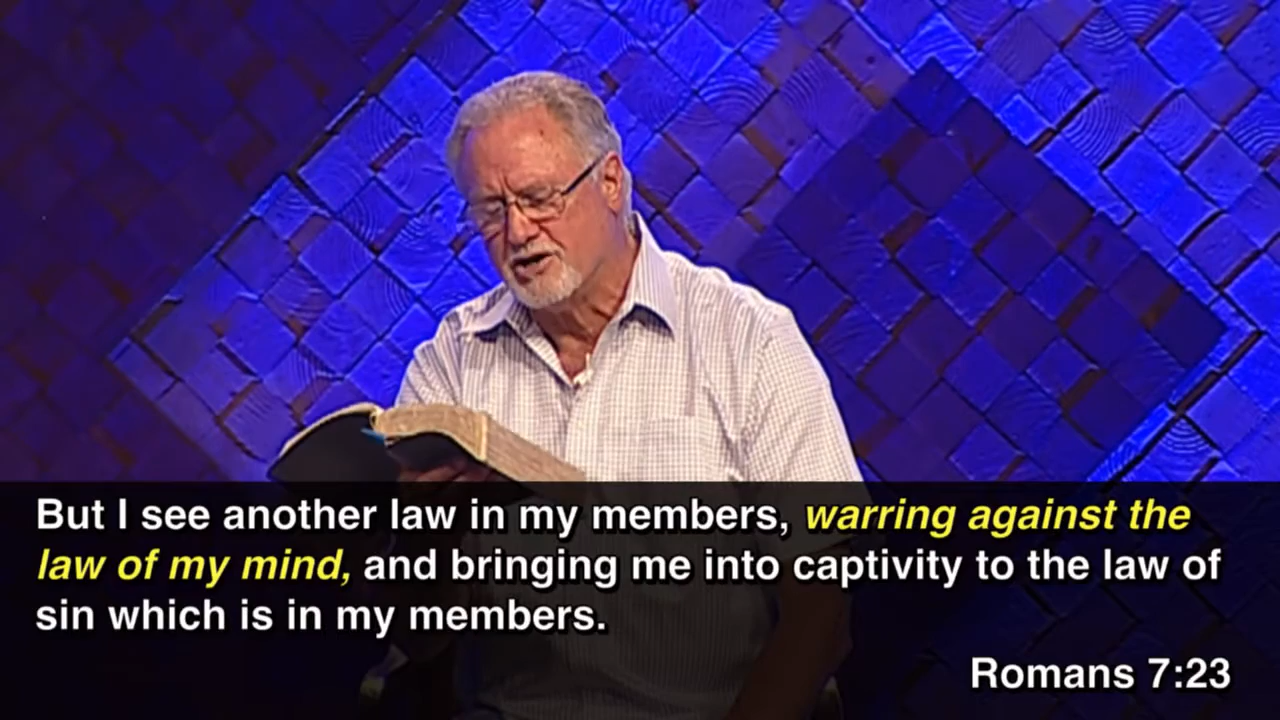 But I see another law in my members, warring against the
law of my mind, and bringing me into captivity to the law of
sin which is in my members.
Romans 7:23